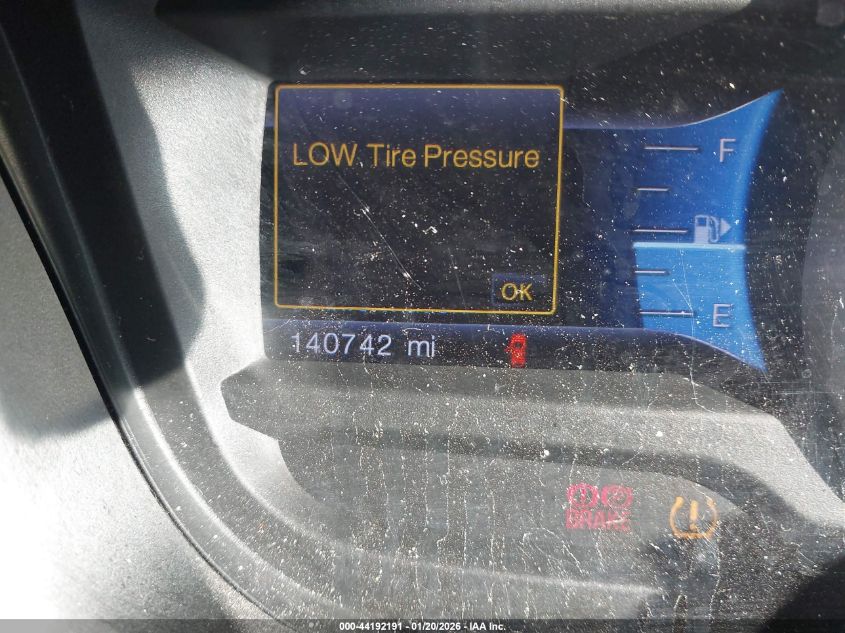 LOW Tire Pressure
F
OK
E
140742 mi
BRAKE
000-44192191 - 01/20/2026 - IAA Inc.